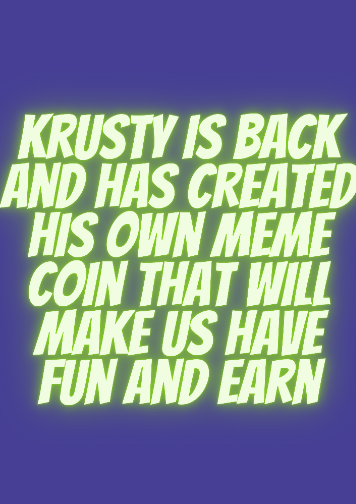 KRUSTY IS BACK
AND HAS CREATED
HIS OWN MEME
COIN THAT WILL
MAKE US HAVE
FUN AND EARN